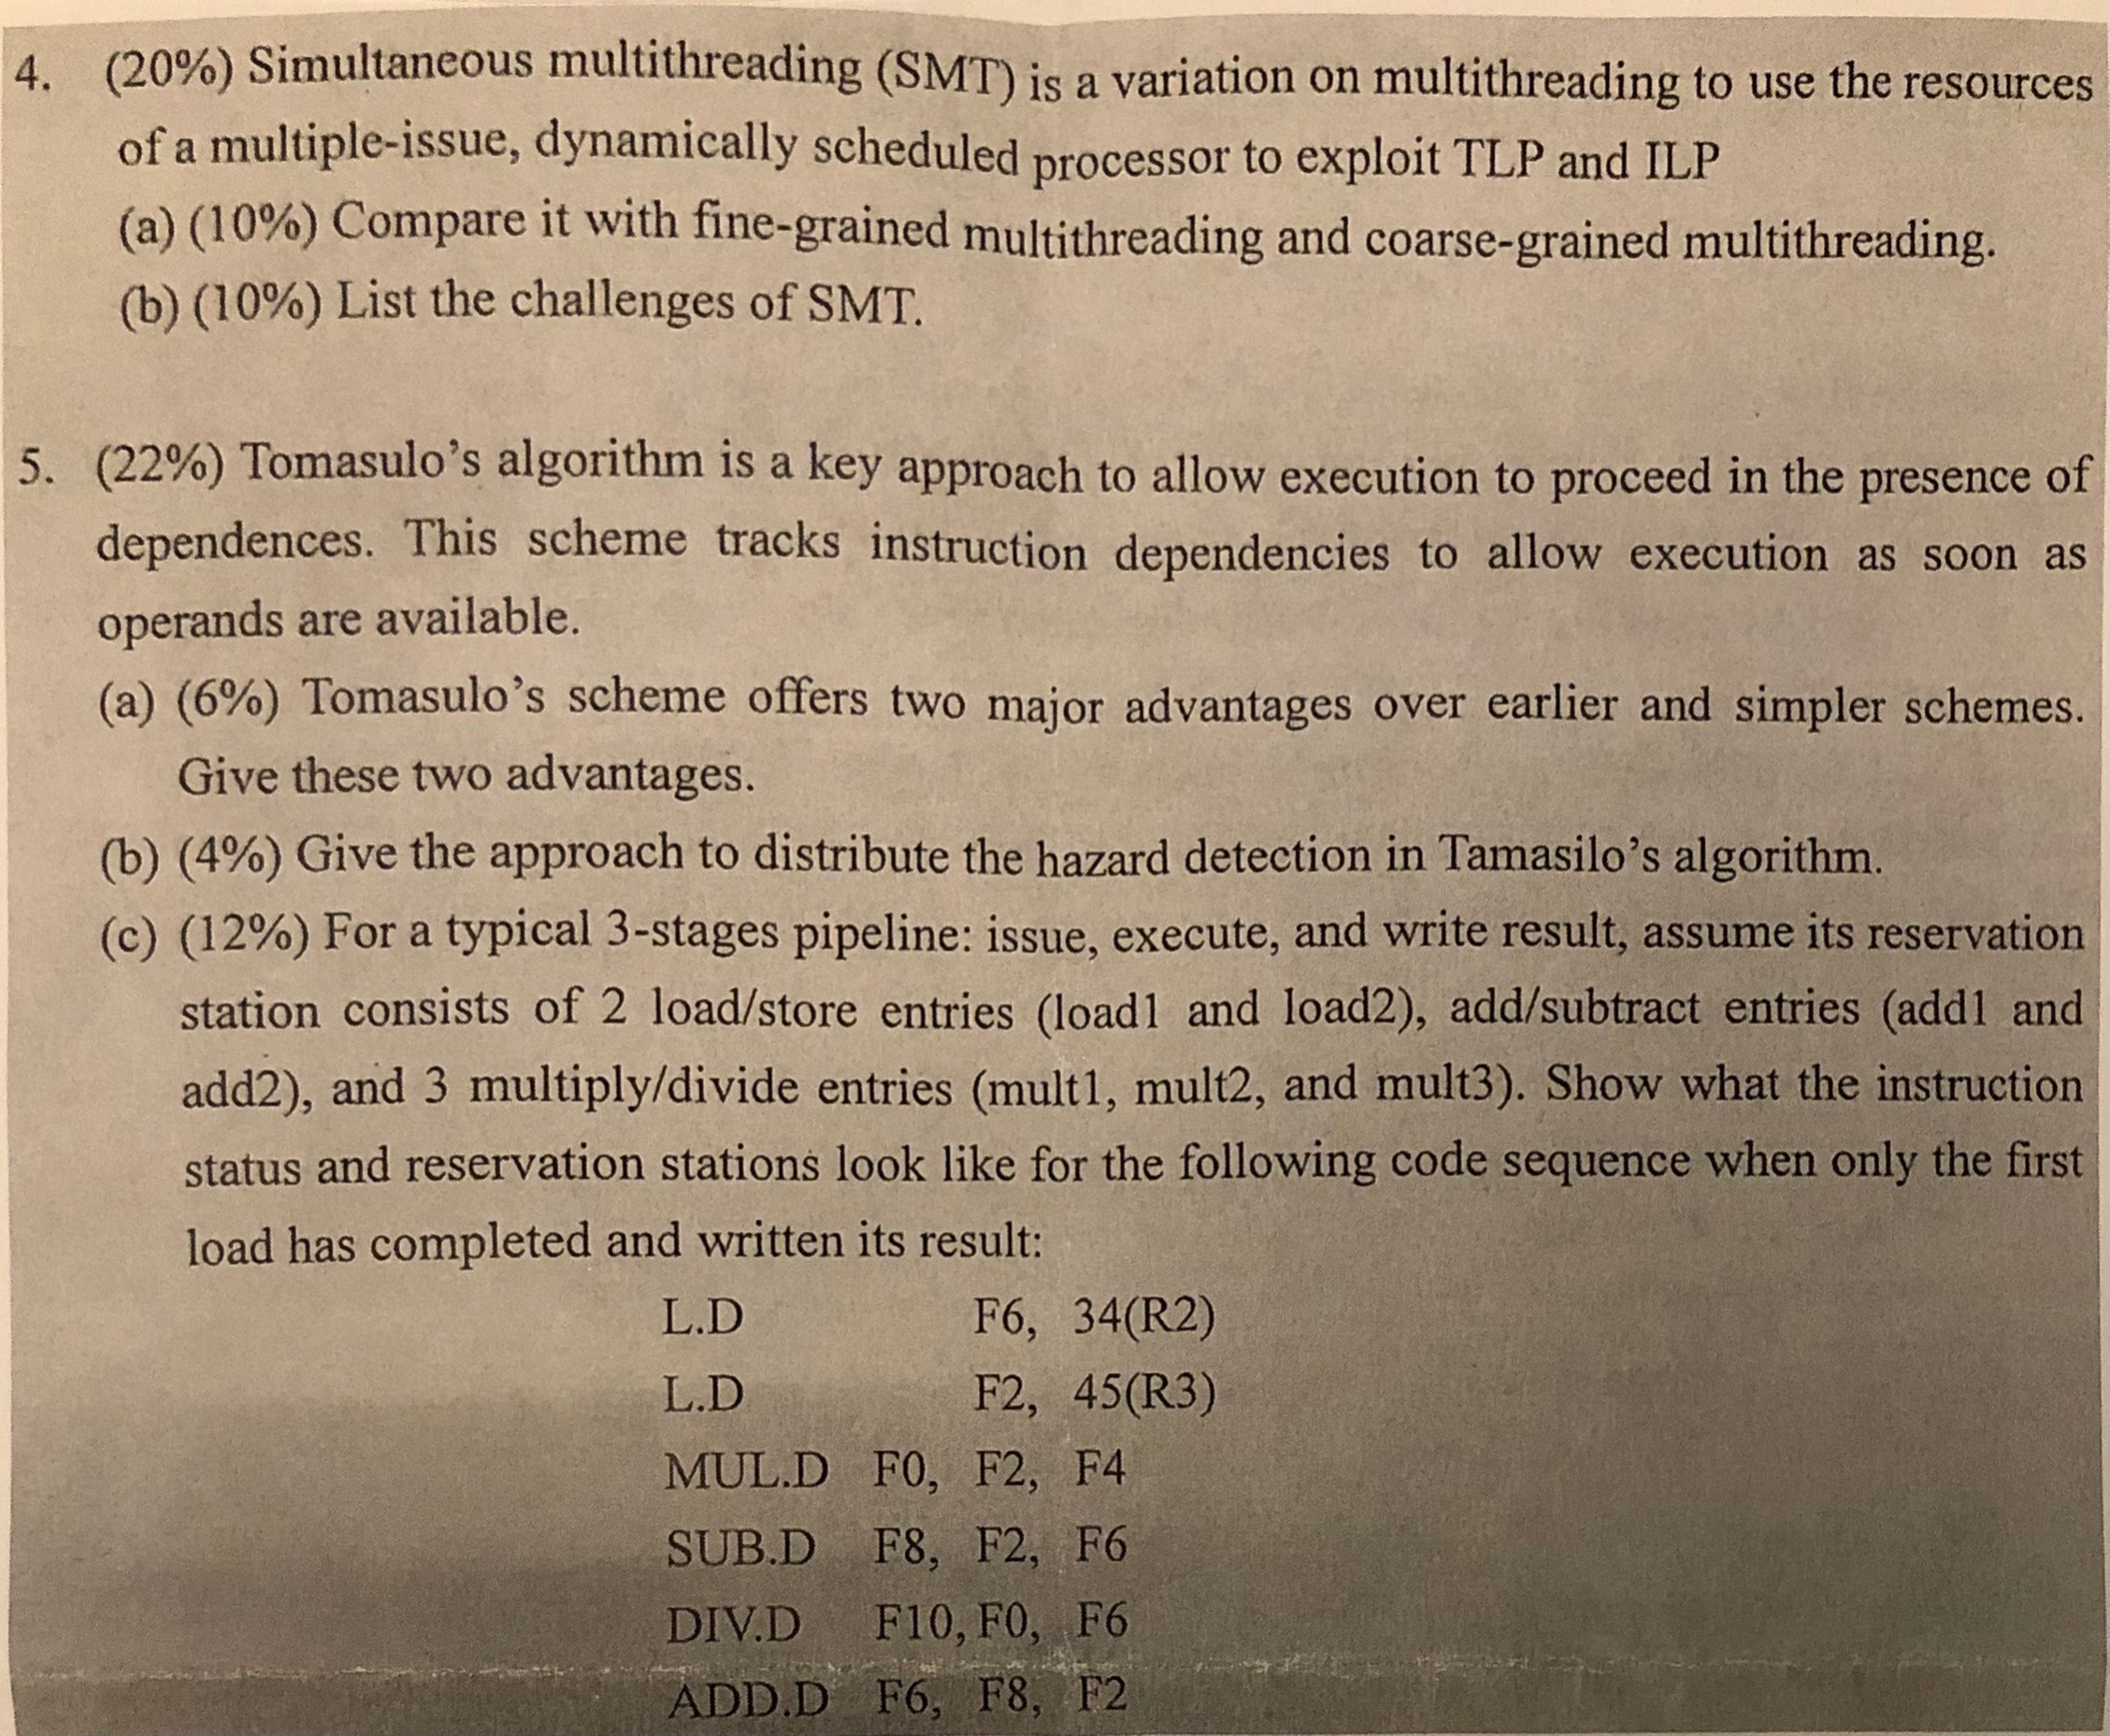 4. (20%) Simultaneous multithreading (SMT) is a variation on multithreading to use the resources
of a multiple-issue, dynamically scheduled processor to exploit TLP and ILP
(a) (10%) Compare it with fine-grained multithreading and coarse-grained multithreading.
(b) (10%) List the challenges of SMT.
5. (22%) Tomasulo's algorithm is a key approach to allow execution to proceed in the presence of
dependences. This scheme tracks instruction dependencies to allow execution as soon as
operands are available.
(a) (6%) Tomasulo's scheme offers two major advantages over earlier and simpler schemes.
Give these two advantages.
(b) (4%) Give the approach to distribute the hazard detection in Tamasilo's algorithm.
(c) (12%) For a typical 3-stages pipeline: issue, execute, and write result, assume its reservation
station consists of 2 load/store entries (load1 and load2), add/subtract entries (add1 and
add2), and 3 multiply/divide entries (mult1, mult2, and mult3). Show what the instruction
status and reservation stations look like for the following code sequence when only the first
load has completed and written its result:
L.D F6, 34(R2)
L.D F2, 45(R3)
MUL.D F0, F2, F4
SUB.D F8, F2, F6
DIV.D F10, F0, F6
ADD.D F6, F8, F2